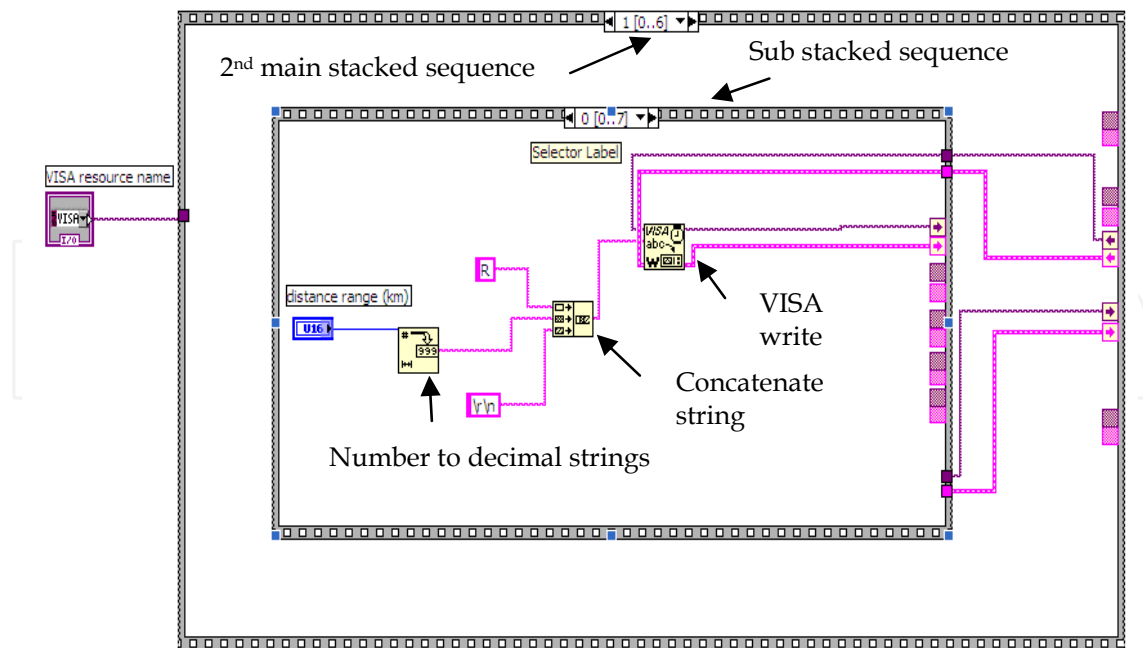 1 [0..6]
2nd main stacked sequence
Sub stacked sequence
0 [0..7]
Selector Label
VISA resource name
VISA
I/O
VISA
abc
W
R
distance range (km)
U16
#
999
VISA
write
\r\n
Concatenate
string
Number to decimal strings